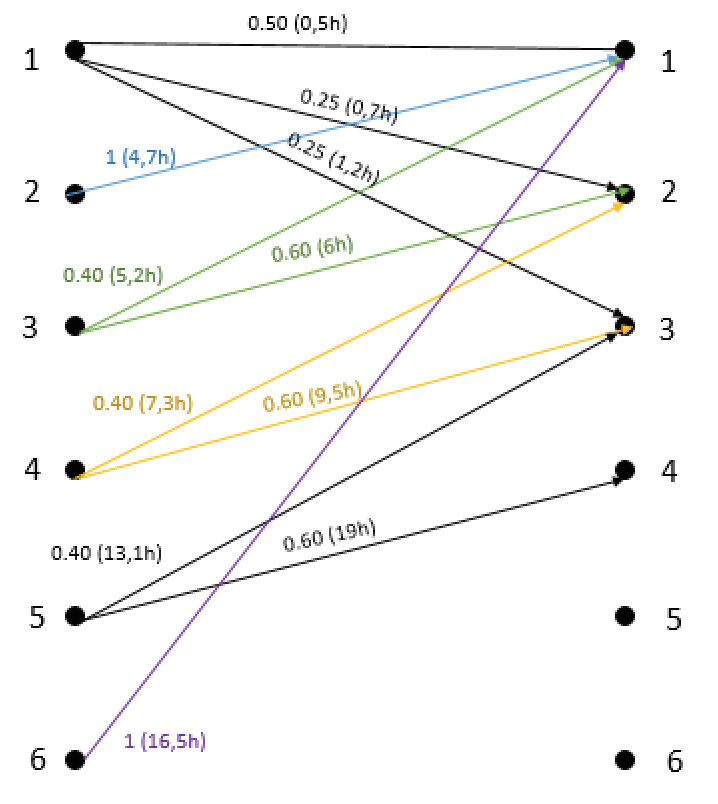 0.50 (0,5h)
1
1
0.25 (0,7h)
0.25 (1,2h)
1 (4,7h)
2
2
0.60 (6h)
0.40 (5,2h)
3
3
0.40 (7,3h)
0.60 (9,5h)
4
4
0.60 (19h)
0.40 (13,1h)
5
5
1 (16,5h)
6
6